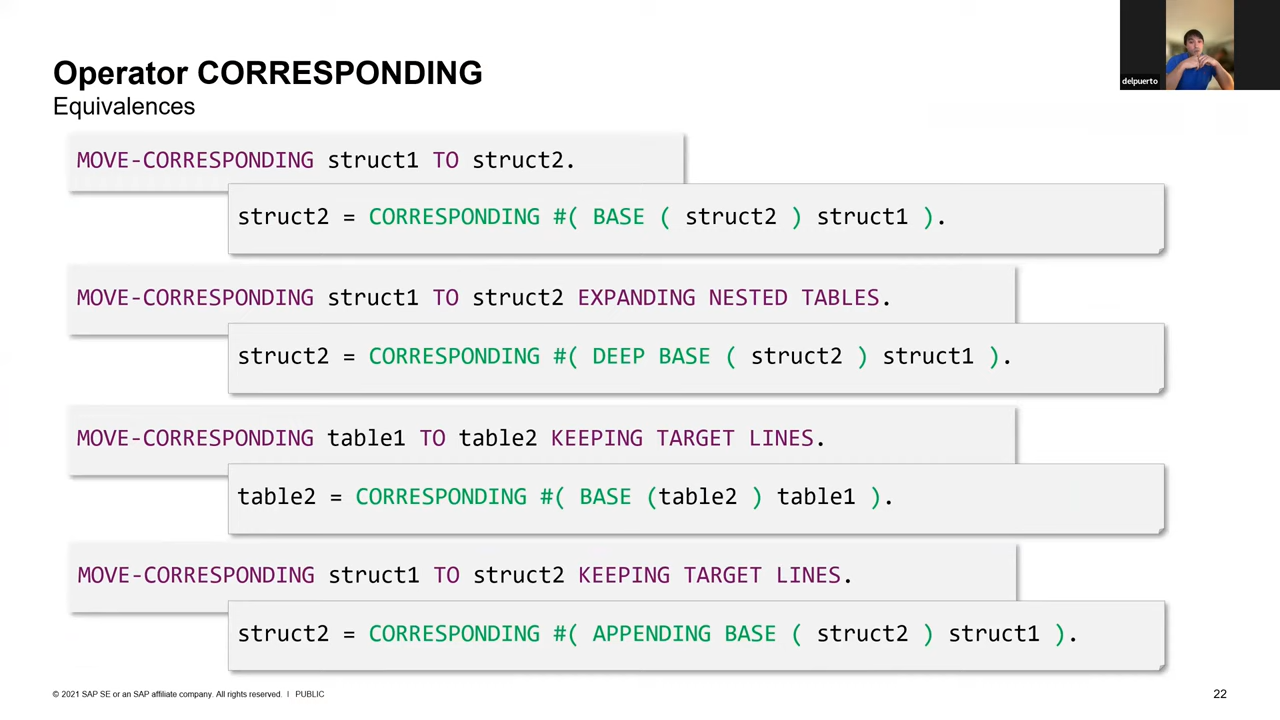 Operator CORRESPONDING
Equivalences
delpuerto
MOVE-CORRESPONDING struct1 TO struct2.
struct2 = CORRESPONDING #( BASE ( struct2 ) struct1 ).
MOVE-CORRESPONDING struct1 TO struct2 EXPANDING NESTED TABLES.
struct2 = CORRESPONDING #( DEEP BASE ( struct2 ) struct1 ).
MOVE-CORRESPONDING table1 TO table2 KEEPING TARGET LINES.
table2 = CORRESPONDING #( BASE (table2 ) table1 ).
MOVE-CORRESPONDING struct1 TO struct2 KEEPING TARGET LINES.
struct2 = CORRESPONDING #( APPENDING BASE ( struct2 ) struct1 ).
© 2021 SAP SE or an SAP affiliate company. All rights reserved. I PUBLIC
22